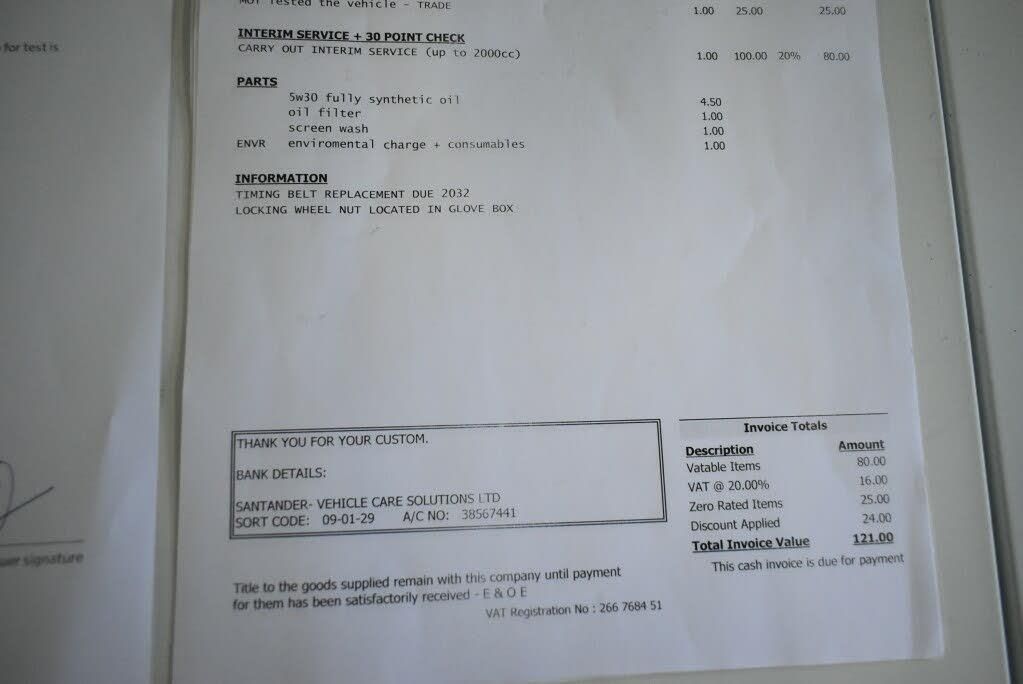 for test is
MOT Tested the vehicle - TRADE 1.00 25.00 25.00
INTERIM SERVICE + 30 POINT CHECK
CARRY OUT INTERIM SERVICE (up to 2000cc) 1.00 100.00 20% 80.00
PARTS
5w30 fully synthetic oil 4.50
oil filter 1.00
screen wash 1.00
ENVR enviromental charge + consumables 1.00
INFORMATION
TIMING BELT REPLACEMENT DUE 2032
LOCKING WHEEL NUT LOCATED IN GLOVE BOX
THANK YOU FOR YOUR CUSTOM.
BANK DETAILS:
SANTANDER- VEHICLE CARE SOLUTIONS LTD
SORT CODE: 09-01-29 A/C NO: 38567441
Invoice Totals
Description Amount
Vatable Items 80.00
VAT @ 20.00% 16.00
Zero Rated Items 25.00
Discount Applied 24.00
Total Invoice Value 121.00
This cash invoice is due for payment
signature
Title to the goods supplied remain with this company until payment
for them has been satisfactorily received - E & O E
VAT Registration No : 266 7684 51